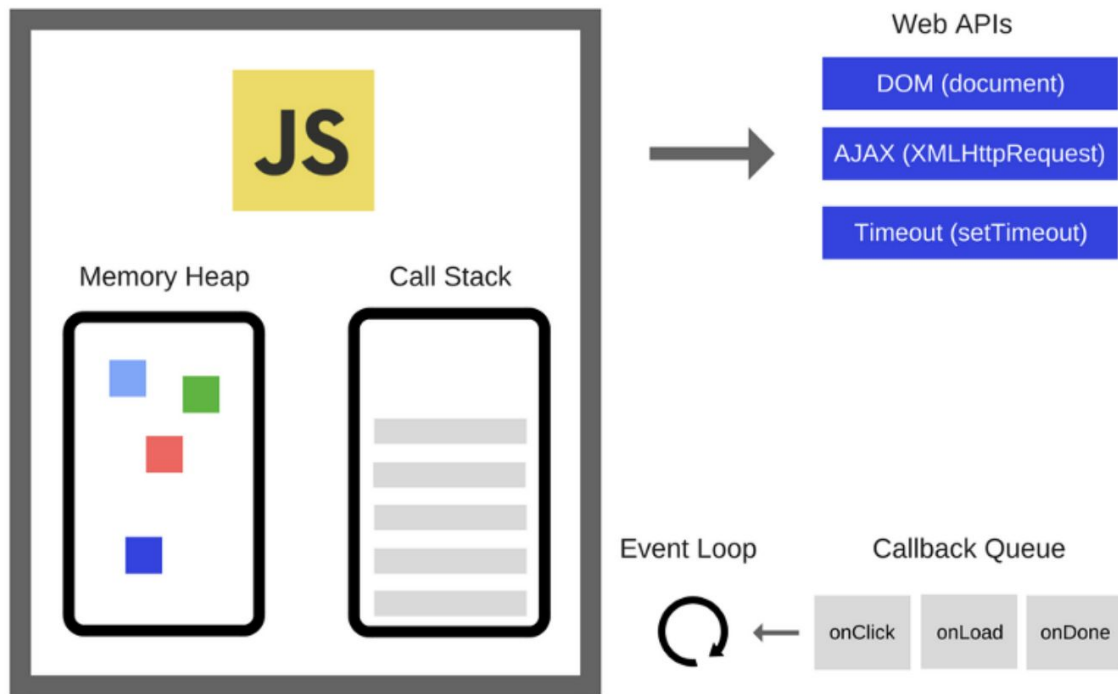 Web APIs
DOM (document)
JS
AJAX (XMLHttpRequest)
Timeout (setTimeout)
Memory Heap
Call Stack
Event Loop
Callback Queue
onClick
onLoad
onDone